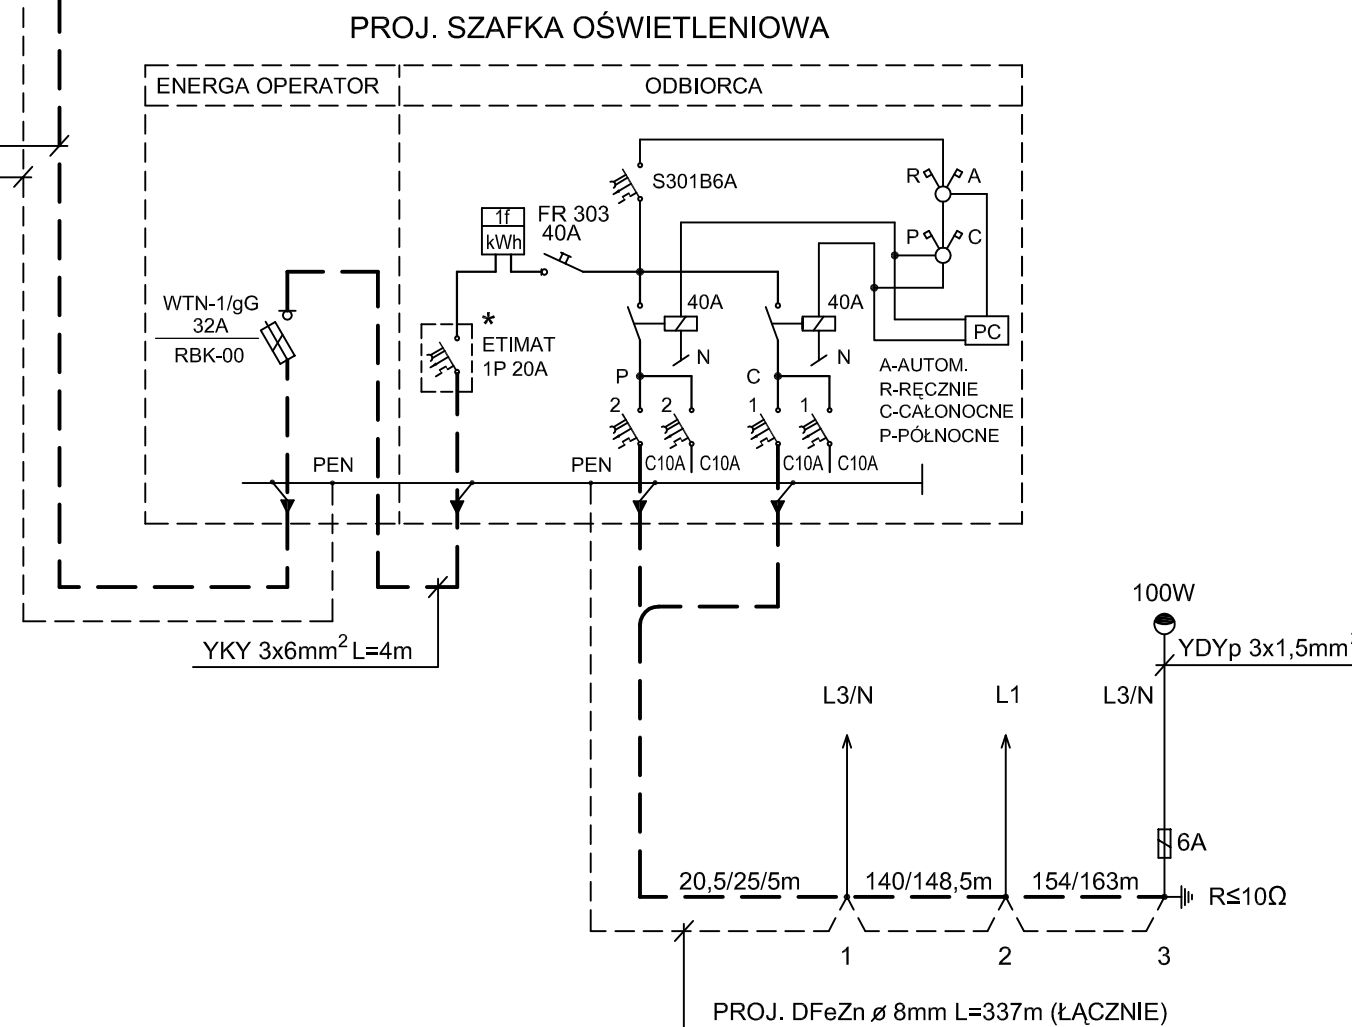 PROJ. SZAFKA OŚWIETLENIOWA
ENERGA OPERATOR
ODBIORCA
S301B6A
R
A
1f
kWh
FR 303
40A
P
C
WTN-1/gG
32A
RBK-00
*
ETIMAT
1P 20A
40A
N
40A
N
PC
A-AUTOM.
R-RĘCZNIE
C-CAŁONOCNE
P-PÓŁNOCNE
P
C
2
2
1
1
PEN
PEN
C10A
C10A
C10A
C10A
YKY 3x6mm² L=4m
100W
YDYp 3x1,5mm²
L3/N
L1
L3/N
6A
20,5/25/5m
140/148,5m
154/163m
R≤10Ω
1
2
3
PROJ. DFeZn ø 8mm L=337m (ŁĄCZNIE)